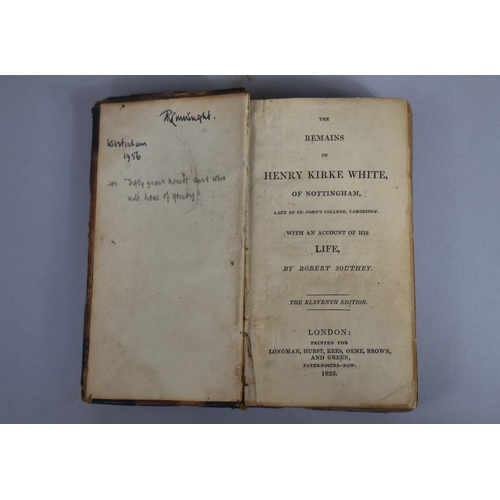 1956
THE
REMAINS
OF
HENRY KIRKE WHITE,
OF NOTTINGHAM,
LATE OF ST. JOHN'S COLLEGE, CAMBRIDGE:
WITH AN ACCOUNT OF HIS
LIFE,
BY ROBERT SOUTHEY.
THE ELEVENTH EDITION.
LONDON:
PRINTED FOR
LONGMAN, HURST, REES, ORME, BROWN,
AND GREEN,
PATERNOSTER-ROW.
1825.